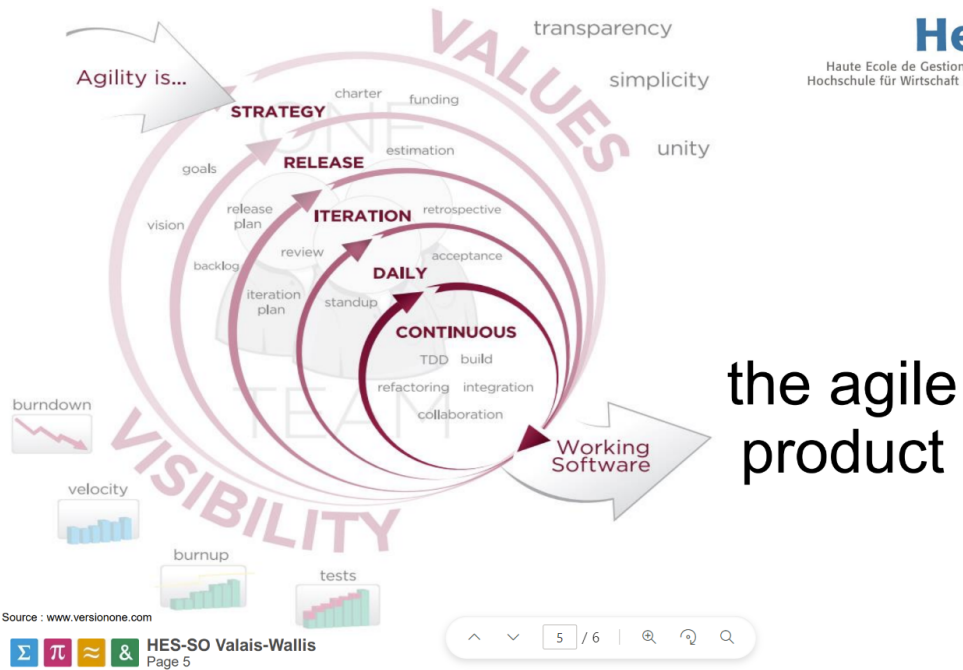 Agility is...
VALUES
transparency
simplicity
unity
He
Haute Ecole de Gestion
Hochschule für Wirtschaft
ONE
STRATEGY
charter
funding
goals
vision
RELEASE
estimation
release
plan
backlog
ITERATION
retrospective
review
iteration
plan
DAILY
acceptance
standup
CONTINUOUS
TDD build
refactoring integration
collaboration
TEAM
Working
Software
the agile
product
VISIBILITY
burndown
velocity
burnup
tests
Source : www.versionone.com
Σ π ≈ & HES-SO Valais-Wallis
Page 5
5 / 6